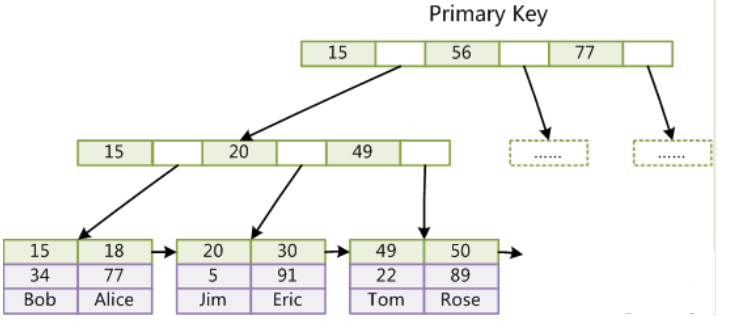 Primary Key
15 56 77
15 20 49
...... ......
15 18 20 30 49 50
34 77 5 91 22 89
Bob Alice Jim Eric Tom Rose